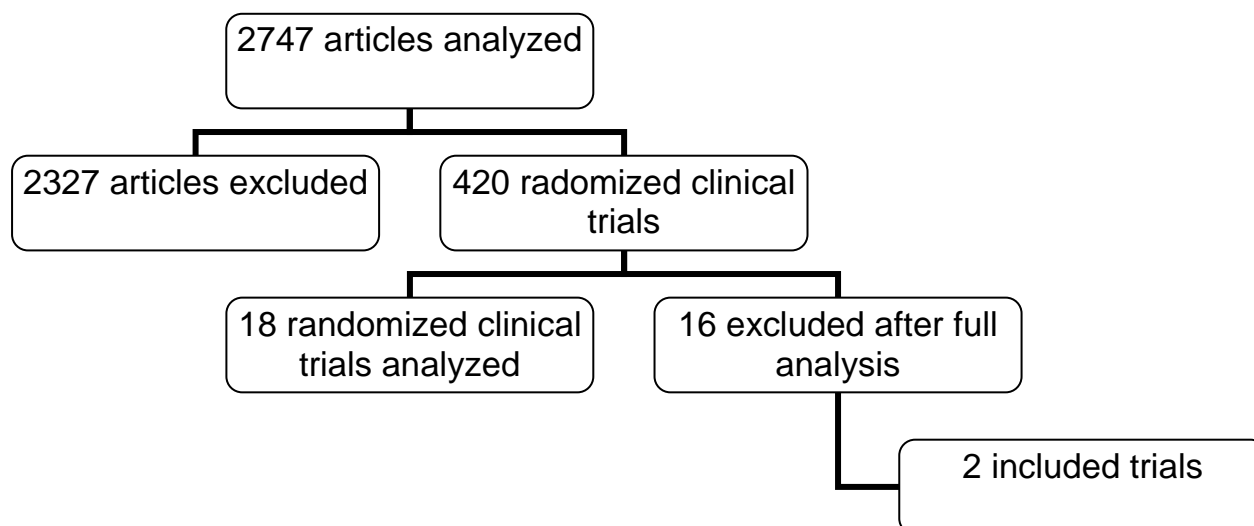 2747 articles analyzed
2327 articles excluded
420 radomized clinical
trials
18 randomized clinical
trials analyzed
16 excluded after full
analysis
2 included trials